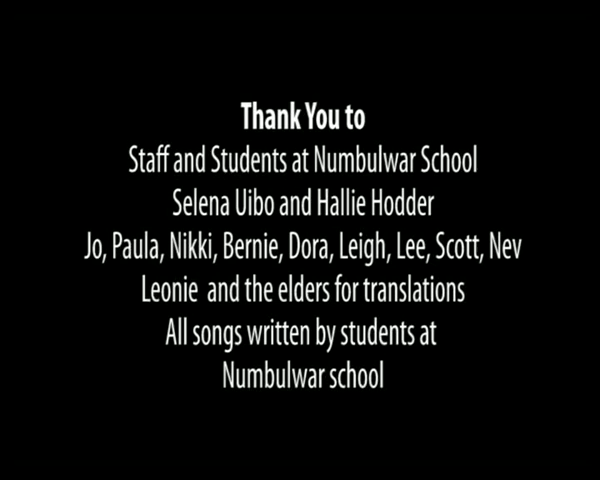 Thank You to
Staff and Students at Numbulwar School
Selena Uibo and Hallie Hodder
Jo, Paula, Nikki, Bernie, Dora, Leigh, Lee, Scott, Nev
Leonie and the elders for translations
All songs written by students at
Numbulwar school